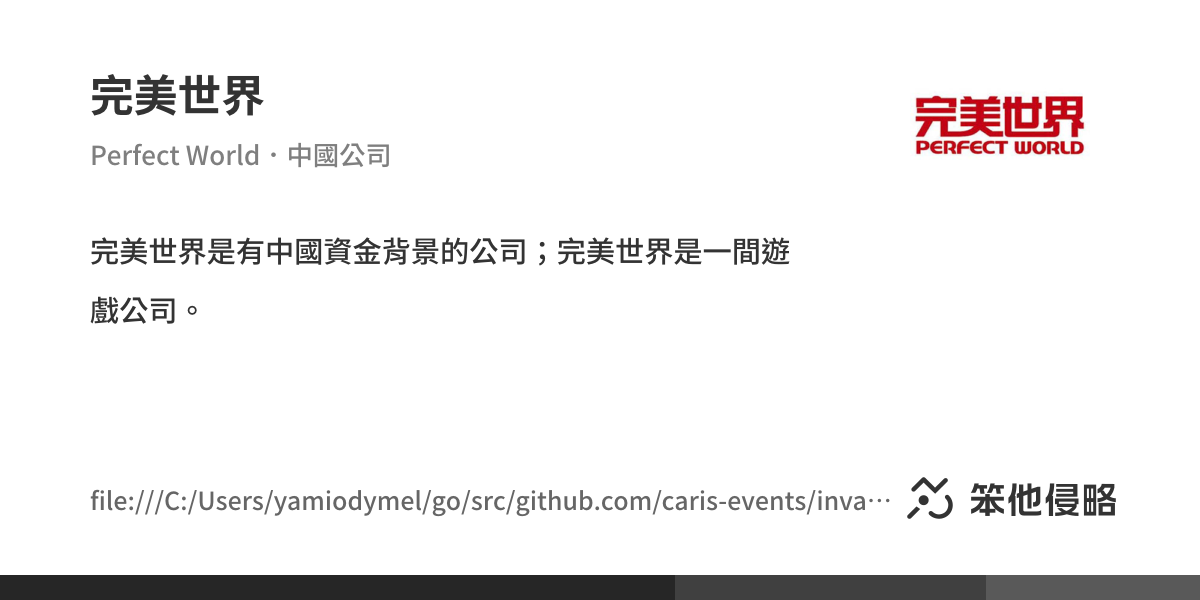 完美世界
Perfect World・中國公司
完美世界
PERFECT WORLD
完美世界是有中國資金背景的公司；完美世界是一間遊
戲公司。
file:///C:/Users/yamiodymel/go/src/github.com/caris-events/inva…
笨他侵略